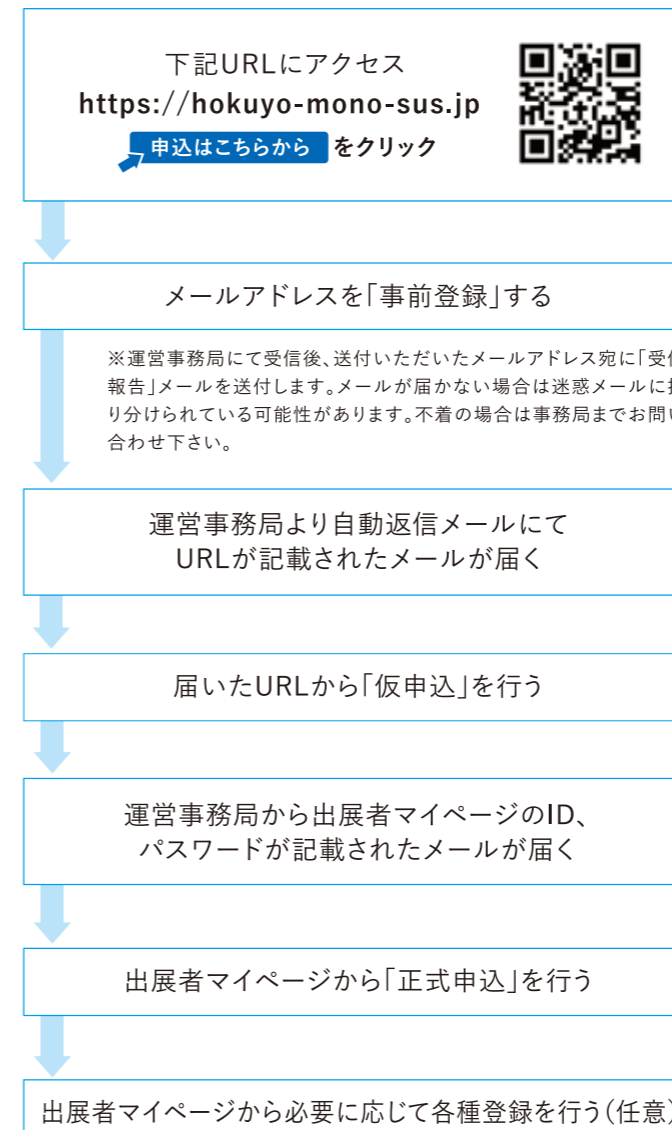 下記URLにアクセス
https://hokuyo-mono-sus.jp
申込はこちらから をクリック
メールアドレスを「事前登録」する
※運営事務局にて受信後、送付いただいたメールアドレス宛に「受
報告」メールを送付します。メールが届かない場合は迷惑メールに
り分けられている可能性があります。不着の場合は事務局までお問い
合わせ下さい。
運営事務局より自動返信メールにて
URLが記載されたメールが届く
届いたURLから「仮申込」を行う
運営事務局から出展者マイページのID、
パスワードが記載されたメールが届く
出展者マイページから「正式申込」を行う
出展者マイページから必要に応じて各種登録を行う(任意)